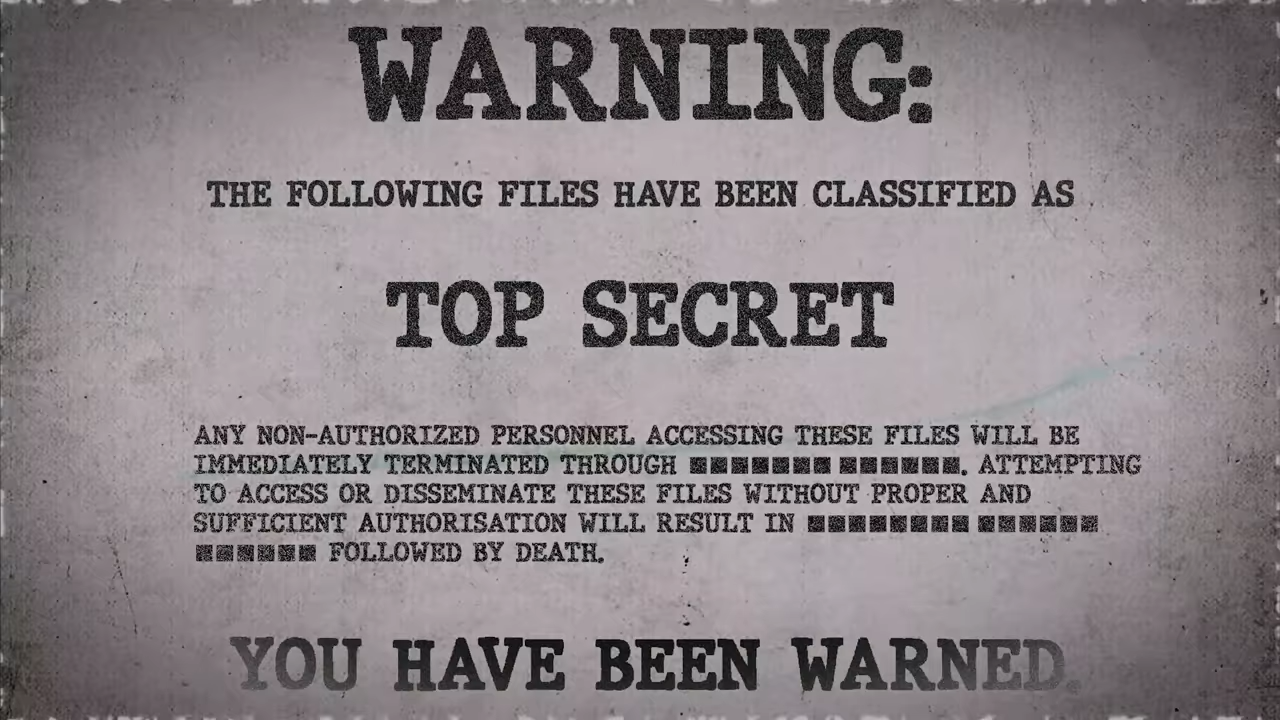 WARNING:
THE FOLLOWING FILES HAVE BEEN CLASSIFIED AS
TOP SECRET
ANY NON-AUTHORIZED PERSONNEL ACCESSING THESE FILES WILL BE
IMMEDIATELY TERMINATED THROUGH ■■■■■■■ ■■■■■■. ATTEMPTING
TO ACCESS OR DISSEMINATE THESE FILES WITHOUT PROPER AND
SUFFICIENT AUTHORISATION WILL RESULT IN ■■■■■■■■ ■■■■■■
■■■■■■ FOLLOWED BY DEATH.
YOU HAVE BEEN WARNED.